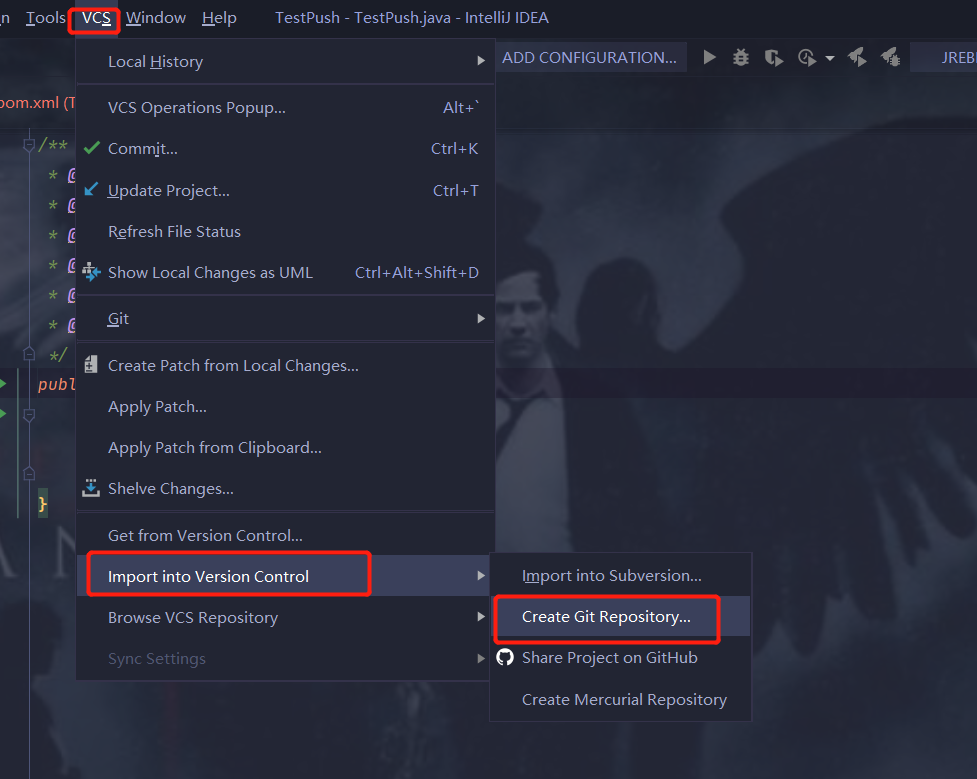 n Tools VCS Window Help TestPush - TestPush.java - IntelliJ IDEA
Local History
ADD CONFIGURATION... JREB
pom.xml (T
VCS Operations Popup... Alt+`
/**
Commit... Ctrl+K
* @
Update Project... Ctrl+T
* @
Refresh File Status
* @
* @
Show Local Changes as UML Ctrl+Alt+Shift+D
* @
Git
* @
*/
Create Patch from Local Changes...
publ
Apply Patch...
Apply Patch from Clipboard...
Shelve Changes...
}
Get from Version Control...
Import into Version Control
Import into Subversion...
Browse VCS Repository
Create Git Repository...
Sync Settings
Share Project on GitHub
Create Mercurial Repository